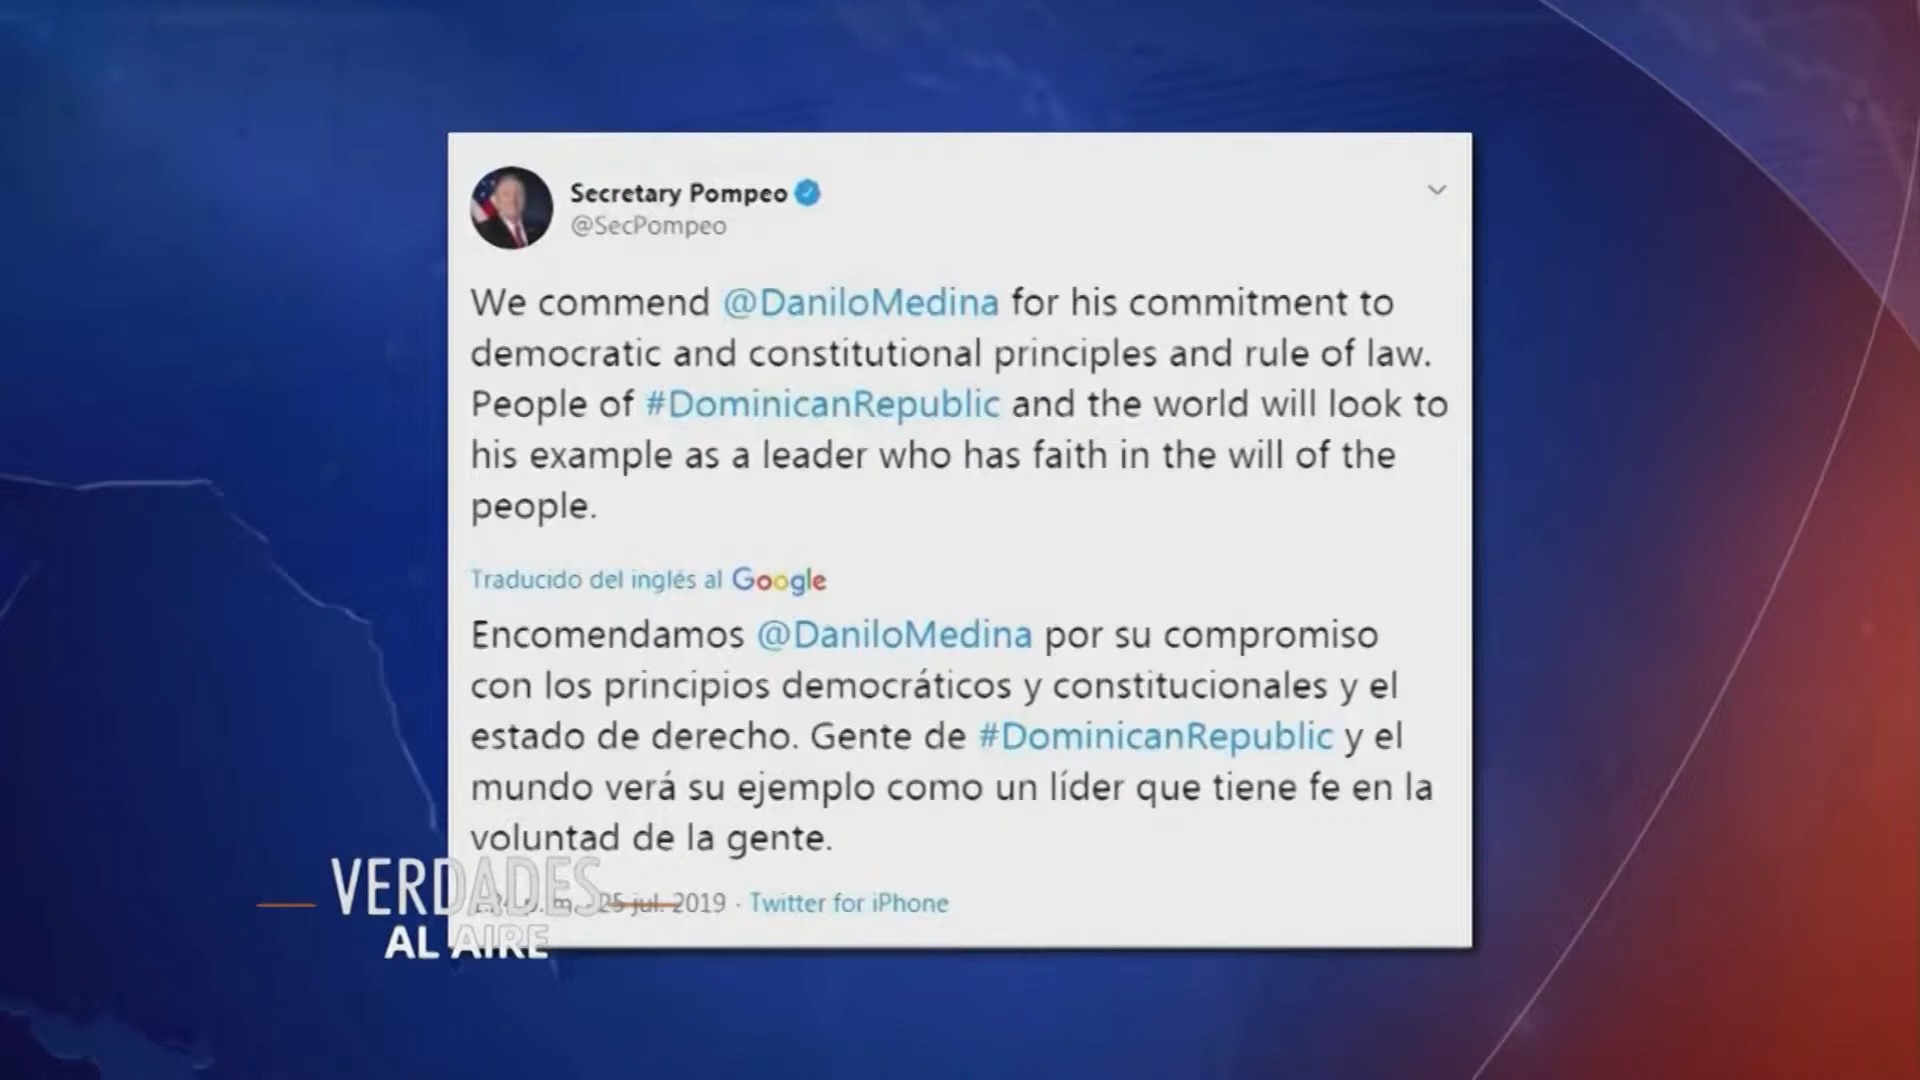 Secretary Pompeo
@SecPompeo
We commend @DaniloMedina for his commitment to
democratic and constitutional principles and rule of law.
People of #DominicanRepublic and the world will look to
his example as a leader who has faith in the will of the
people.
Traducido del inglés al Google
Encomendamos @DaniloMedina por su compromiso
con los principios democráticos y constitucionales y el
estado de derecho. Gente de #DominicanRepublic y el
mundo verá su ejemplo como un líder que tiene fe en la
voluntad de la gente.
25 jul. 2019 · Twitter for iPhone
VERDADES
AL AIRE